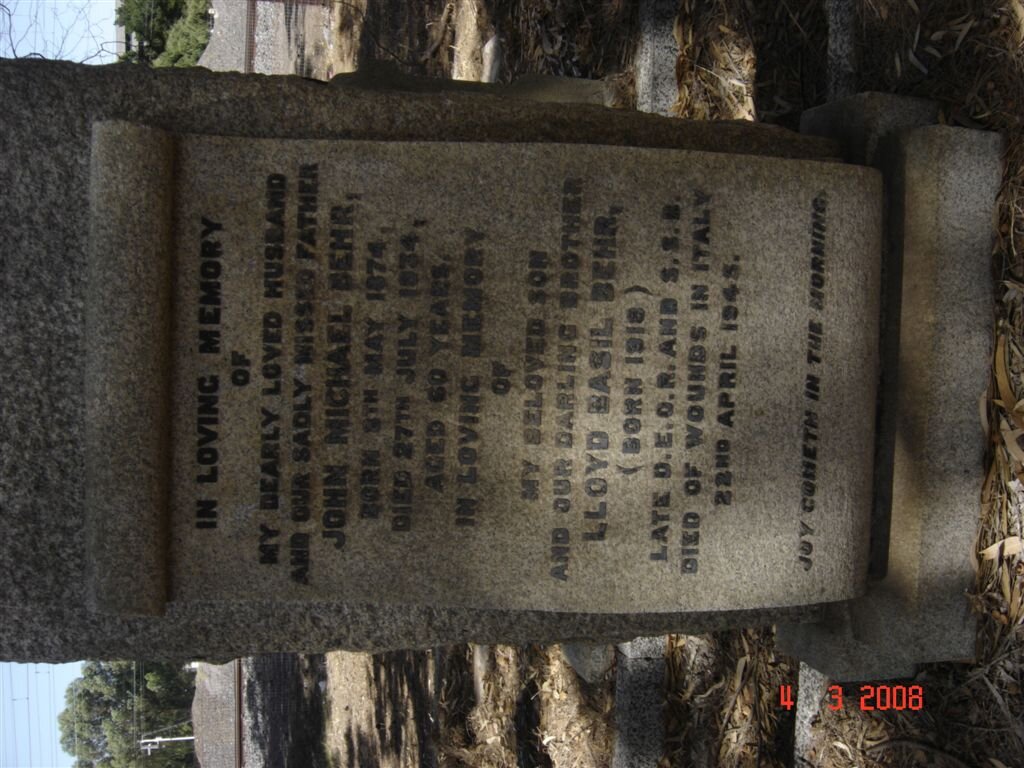 IN LOVING MEMORY
OF
MY DEARLY LOVED HUSBAND
AND OUR SADLY MISSED FATHER
JOHN MICHAEL BEHR,
BORN 8TH MAY 1874,
DIED 27TH JULY 1934,
AGED 60 YEARS,
IN LOVING MEMORY
OF
MY BELOVED SON
AND OUR DARLING BROTHER
LLOYD BASIL BEHR,
( BORN 1918 )
LATE D.E.O.R. AND S.S.B.
DIED OF WOUNDS IN ITALY
22ND APRIL 1945.
JOY COMETH IN THE MORNING.
4 3 2008